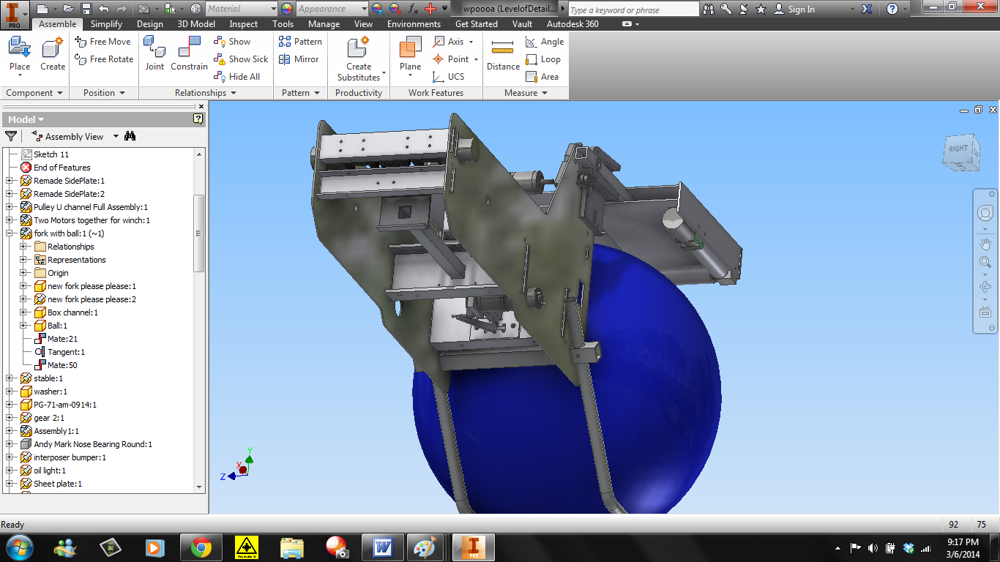 PRO
Material
Appearance
wpoooa (LevelofDetail...
Type a keyword or phrase
Sign In
Assemble Simplify Design 3D Model Inspect Tools Manage View Environments Get Started Vault Autodesk 360
Place
Create
Free Move
Free Rotate
Joint
Constrain
Show
Show Sick
Hide All
Pattern
Mirror
Create
Substitutes
Plane
Axis
Point
UCS
Distance
Angle
Loop
Area
Component Position Relationships Pattern Productivity Work Features Measure
Model
Assembly View
Sketch 11
End of Features
Remade SidePlate:1
Remade SidePlate:2
Pulley U channel Full Assembly:1
Two Motors together for winch:1
fork with ball:1 (~1)
Relationships
Representations
Origin
new fork please please:1
new fork please please:2
Box channel:1
Ball:1
Mate:21
Tangent:1
Mate:50
stable:1
washer:1
PG-71-am-0914:1
gear 2:1
Assembly1:1
Andy Mark Nose Bearing Round:1
interposer bumper:1
oil light:1
Sheet plate:1
RIGHT
Y
X
Z
Ready
92 75
PRO
9:17 PM
3/6/2014